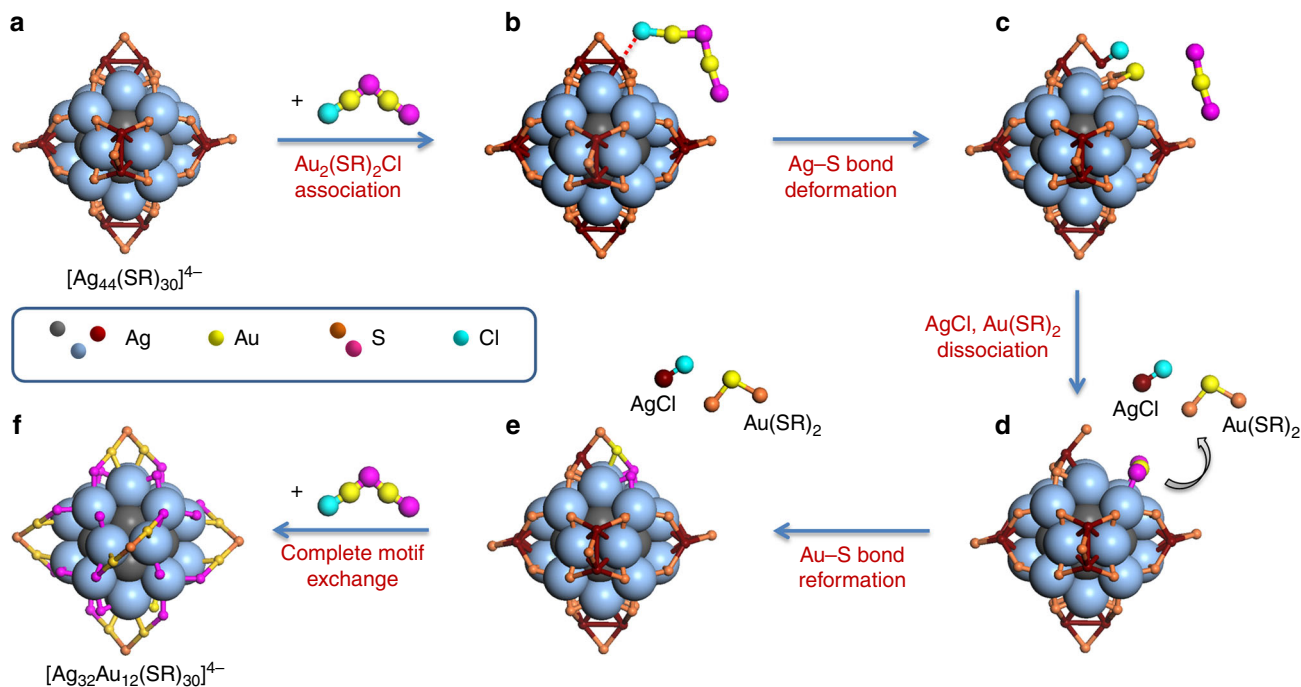 a
b
c
+
Au₂(SR)₂Cl
association
Ag–S bond
deformation
[Ag₄₄(SR)₃₀]⁴⁻
Ag
Au
S
Cl
AgCl, Au(SR)₂
dissociation
AgCl
Au(SR)₂
AgCl
Au(SR)₂
f
e
d
+
Complete motif
exchange
Au–S bond
reformation
[Ag₃₂Au₁₂(SR)₃₀]⁴⁻